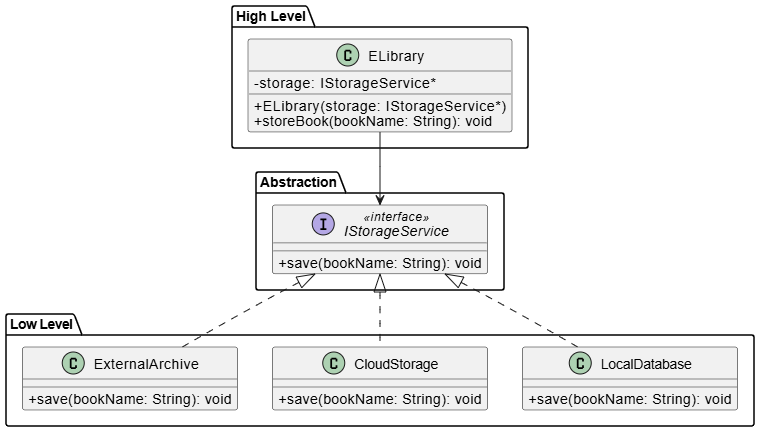 High Level
C ELibrary
-storage: IStorageService*
+ELibrary(storage: IStorageService*)
+storeBook(bookName: String): void
Abstraction
«interface»
I IStorageService
+save(bookName: String): void
Low Level
C ExternalArchive
+save(bookName: String): void
C CloudStorage
+save(bookName: String): void
C LocalDatabase
+save(bookName: String): void